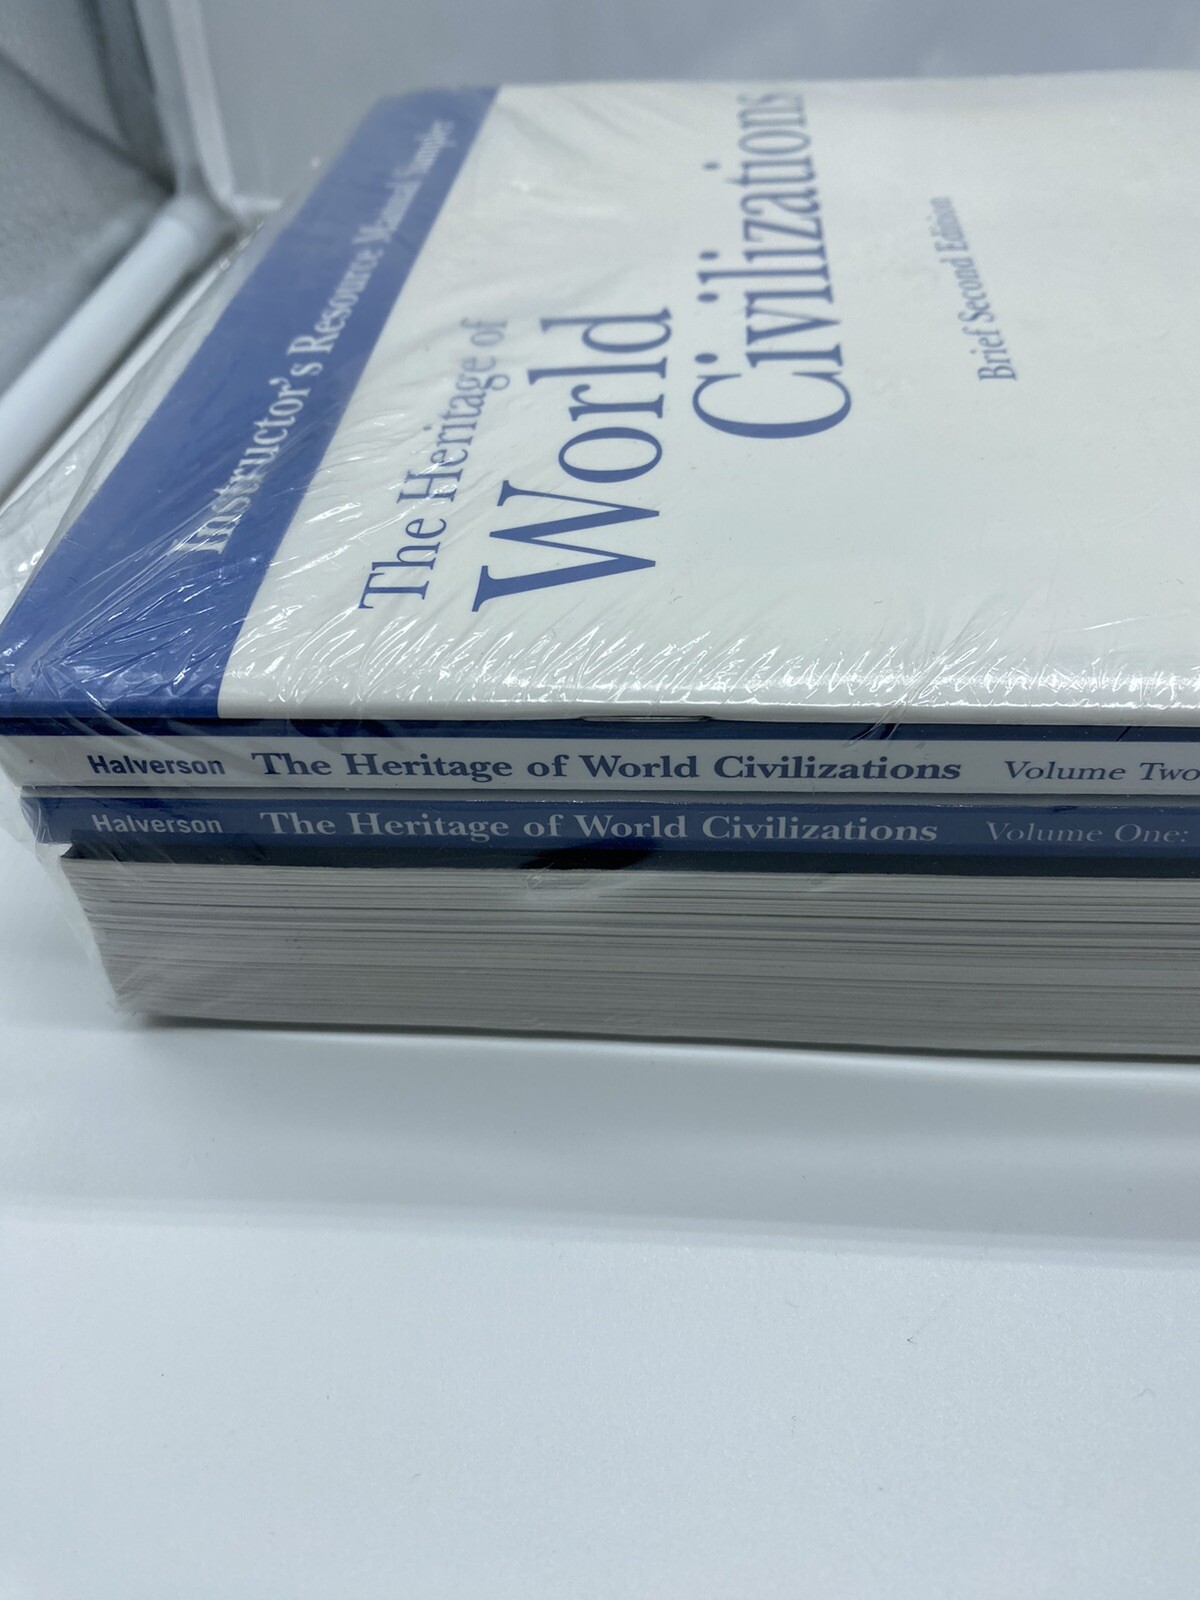 Instructor's Resource Manual Sampler
The Heritage of
World
Civilizations
Brief Second Edition
Halverson The Heritage of World Civilizations Volume Two
Halverson The Heritage of World Civilizations Volume One: